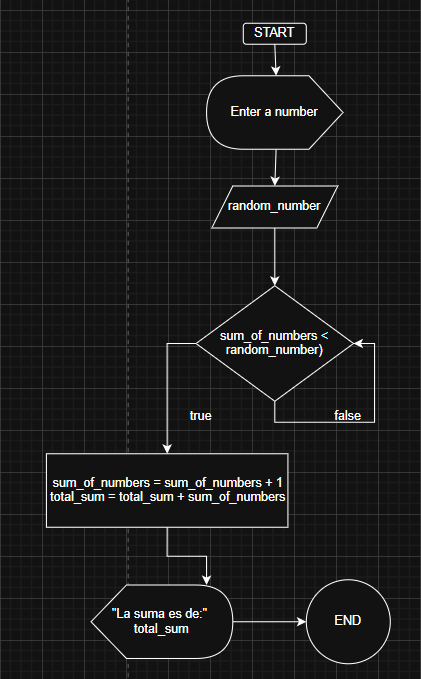 START
Enter a number
random_number
sum_of_numbers <
random_number)
true
false
sum_of_numbers = sum_of_numbers + 1
total_sum = total_sum + sum_of_numbers
"La suma es de:"
total_sum
END